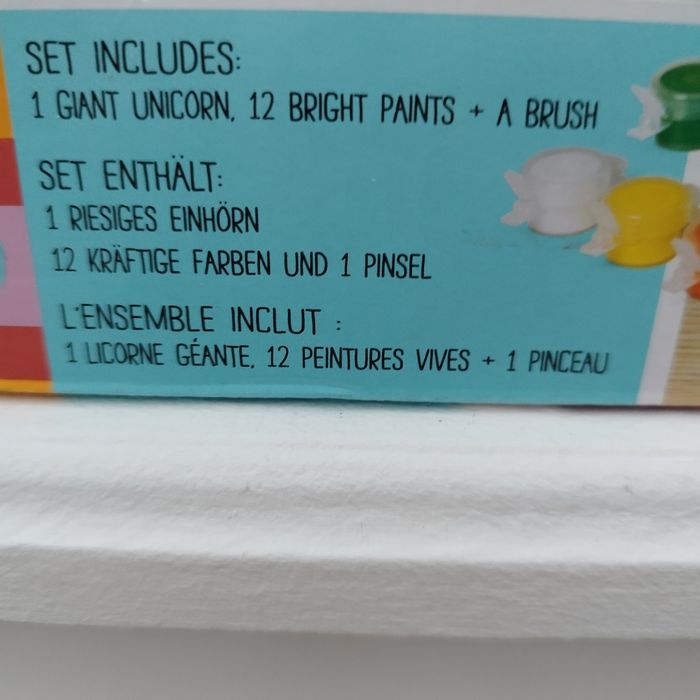 SET INCLUDES:
1 GIANT UNICORN, 12 BRIGHT PAINTS + A BRUSH
SET ENTHÄLT:
1 RIESIGES EINHÖRN
12 KRÄFTIGE FARBEN UND 1 PINSEL
L'ENSEMBLE INCLUT :
1 LICORNE GÉANTE, 12 PEINTURES VIVES + 1 PINCEAU